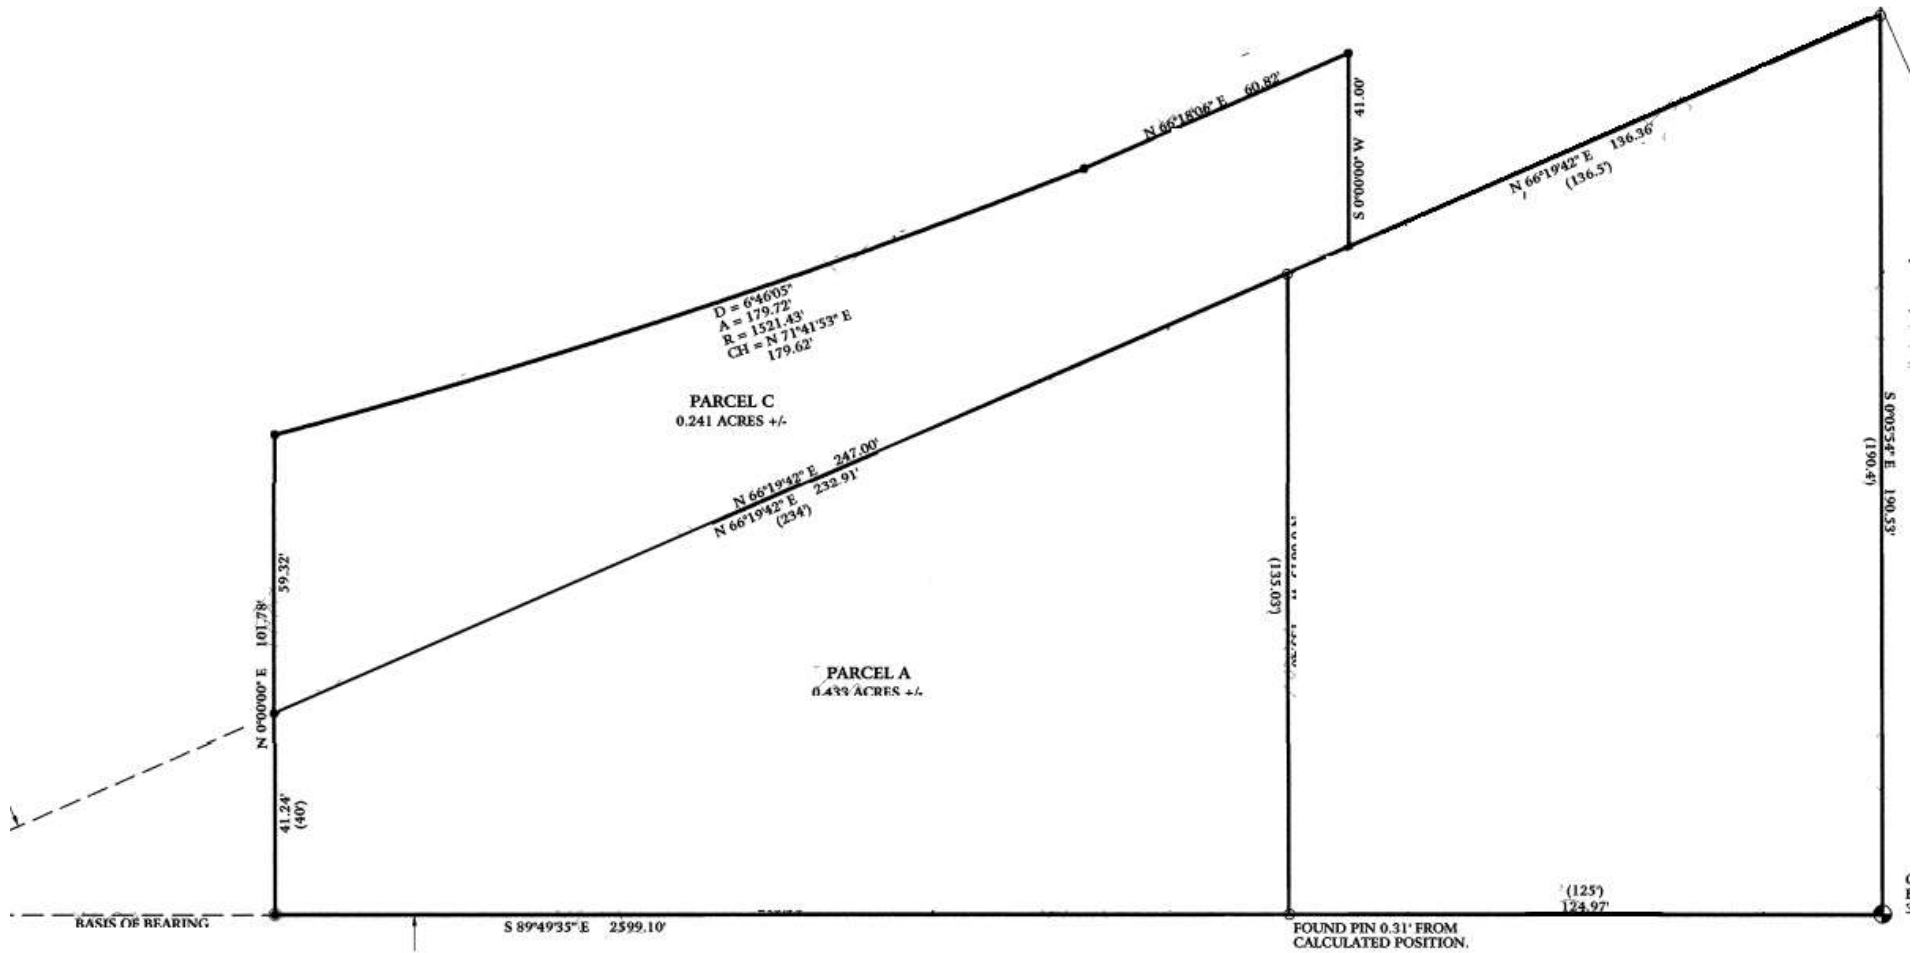 N 66°18'06" E 60.82'
S 0°00'00" W 41.00'
N 66°19'42" E 136.36'
(136.5')
D = 6°46'05"
A = 179.72'
R = 1521.43'
CH = N 71°41'53" E
179.62'
PARCEL C
0.241 ACRES +/-
N 66°19'42" E 247.00'
N 66°19'42" E 232.91'
(234')
S 0°05'54" E 190.53'
(190.4')
59.32'
N 0°00'00" E 101.78'
(135.03')
PARCEL A
0.433 ACRES +/-
41.24'
(40')
(125')
124.97'
BASIS OF BEARING
S 89°49'35" E 2599.10'
FOUND PIN 0.31' FROM
CALCULATED POSITION.